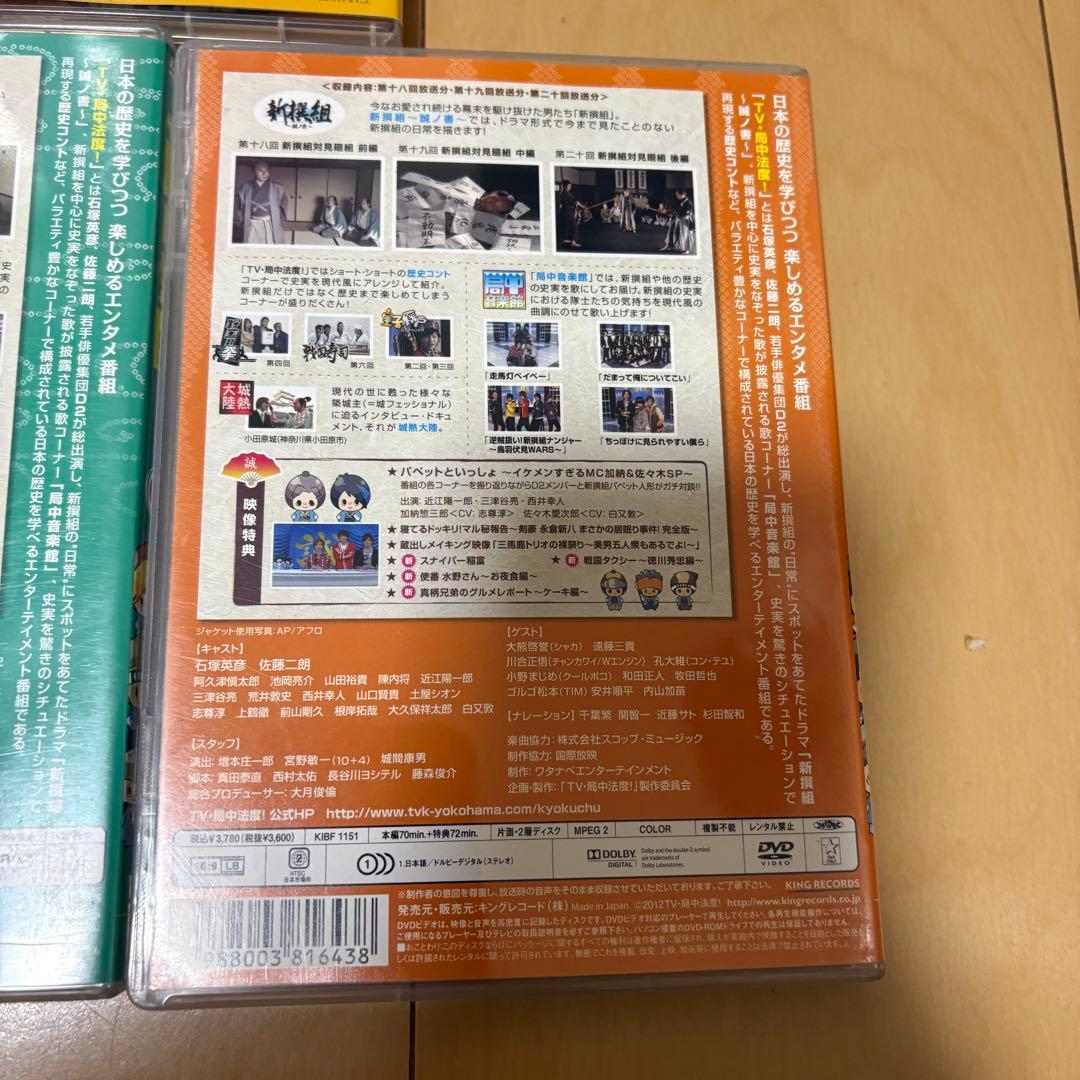 日本の歴史を学びつつ 楽しめるエンタメ番組
「TV・局中法度!」とは石塚英彦、佐藤二朗、若手俳優集団D2が総出演し、新撰組の"日常"にスポットをあてたドラマ「新撰組
～誠ノ書～」、新撰組を中心に史実をなぞった歌が披露される歌コーナー「局中音楽館」、史実を驚きのシチュエーションで
再現する歴史コントなど、バラエティ豊かなコーナーで構成されている日本の歴史を学べるエンターテイメント番組である。
<収録内容:第十八回放送分・第十九回放送分・第二十回放送分>
新撰組
～誠ノ書～
今なお愛され続ける幕末を駆け抜けた男たち「新撰組」。
新撰組～誠ノ書～では、ドラマ形式で今まで見たことのない
新撰組の日常を描きます!
第十八回 新撰組対見廻組 前編
第十九回 新撰組対見廻組 中編
第二十回 新撰組対見廻組 後編
不動明王
「TV・局中法度!」ではショート・ショートの歴史コント
コーナーで史実を現代風にアレンジして紹介。
新撰組だけではなく歴史まで楽しめてしまう
コーナーが盛りだくさん!
第四回
戦国寿司
第六回
第二回・第三回
局中
音楽館
「局中音楽館」では、新撰組や他の歴史
の史実を歌にしてお届け。新撰組の史実
における隊士たちの気持ちを現代風の
曲調にのせて歌い上げます!
「走馬灯ベイベー」
「だまって俺についてこい」
「逆賊扱い!新撰組ナンジャー
～鳥羽伏見WARS～」
「ちっぽけに見られやすい僕ら」
城熱
大陸
現代の世に甦った様々な
築城主(=城フェッショナル)
に迫るインタビュー・ドキュ
メント、それが城熱大陸。
小田原城(神奈川県小田原市)
誠
映像特典
★ パペットといっしょ ～イケメンすぎるMC加納&佐々木SP～
番組の各コーナーを振り返りながらD2メンバーと新撰組パペット人形がガチ対談!!
出演:近江陽一郎・三津谷亮・西井幸人
加納惣三郎<CV:志尊淳> 佐々木愛次郎<CV:白又敦>
★ 寝てるドッキリ!マル秘報告～剣豪 永倉新八 まさかの居眠り事件! 完全版～
★ 蔵出しメイキング映像「三馬鹿トリオの裸祭り～美男五人衆もあるでよ!～」
★ 新 スナイパー稲富
★ 新 戦国タクシー～徳川秀忠編～
★ 新 使番 水野さん～お夜食編～
★ 新 真柄兄弟のグルメレポート～ケーキ編～
ジャケット使用写真:AP/アフロ
【キャスト】
石塚英彦 佐藤二朗
阿久津愼太郎 池岡亮介 山田裕貴 陳内将 近江陽一郎
三津谷亮 荒井敦史 西井幸人 山口賢貴 土屋シオン
志尊淳 上鶴徹 前山剛久 根岸拓哉 大久保祥太郎 白又敦
【スタッフ】
演出:増本庄一郎 宮野敏一(10+4) 城間康男
脚本:真田泰直 西村太佑 長谷川ヨシテル 藤森俊介
総合プロデューサー:大月俊倫
TV・局中法度! 公式HP http://www.tvk-yokohama.com/kyokuchu
【ゲスト】
大熊啓誉(シャカ) 遠藤三貴
川合正悟(チャンカワイ/Wエンジン) 孔大維(コン・テユ)
小野まじめ(クールポコ) 和田正人 牧田哲也
ゴルゴ松本(TIM) 安井順平 内山加苗
【ナレーション】千葉繁 関智一 近藤サト 杉田智和
楽曲協力:株式会社スコップ・ミュージック
制作協力:国際放映
制作:ワタナベエンターテインメント
企画・製作:「TV・局中法度!」製作委員会
税込¥3,780(税抜¥3,600)
KIBF 1151
本編70min.+特典72min.
片面・2層ディスク
MPEG 2
COLOR
複製不能
レンタル禁止
16:9 LB
2
NTSC
日本市場向
1.日本語/ドルビーデジタル(ステレオ)
DOLBY
DIGITAL
Dolby and the double-D symbol
are trademarks of
Dolby Laboratories.
DVD
VIDEO
※制作者の意図を尊重し、放送時の音声をそのまま収録させていただいております。ご了承下さい。
KING RECORDS
発売元・販売元:キングレコード(株) Made in Japan. ©2012TV・局中法度! http://www.kingrecords.co.jp
988003 816438